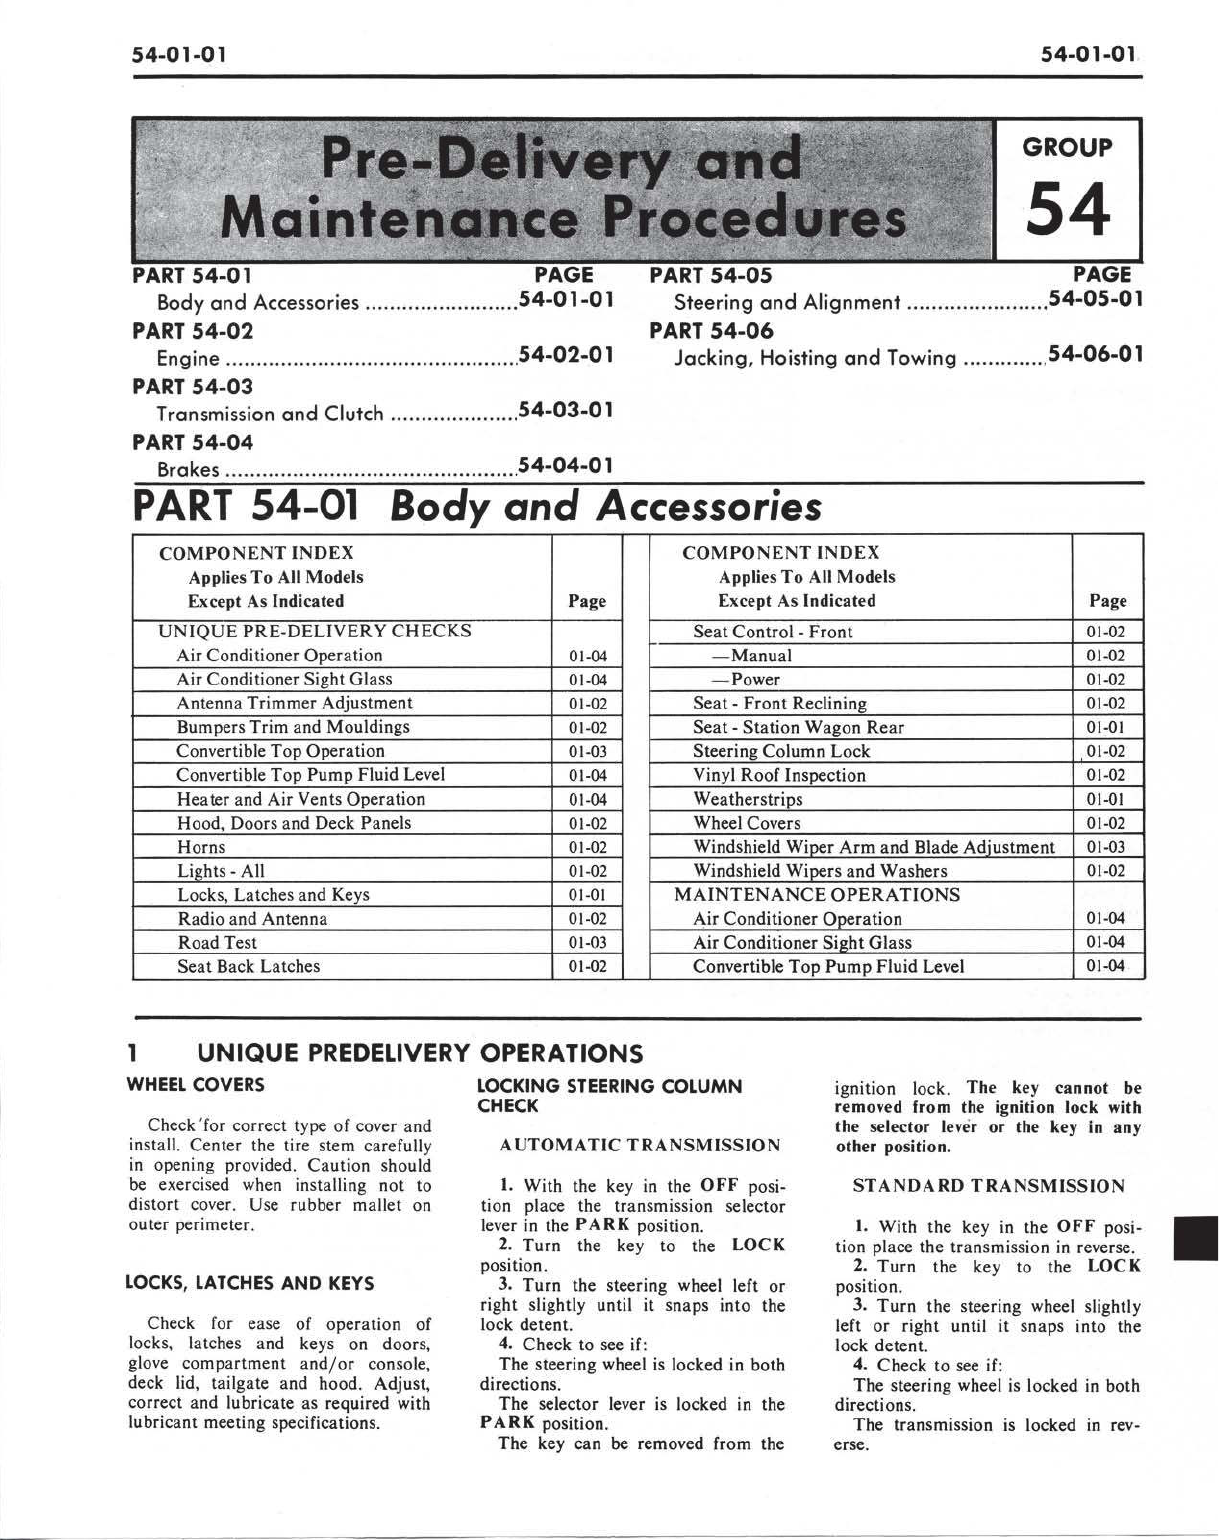 54-01-01 54-01-01
Pre-Delivery and
Maintenance Procedures
GROUP
54
PART 54-01 PAGE
Body and Accessories .........................54-01-01
PART 54-02
Engine ................................................54-02-01
PART 54-03
Transmission and Clutch .....................54-03-01
PART 54-04
Brakes ................................................54-04-01
PART 54-05 PAGE
Steering and Alignment .......................54-05-01
PART 54-06
Jacking, Hoisting and Towing ..............54-06-01
PART 54-01 Body and Accessories
COMPONENT INDEX
Applies To All Models
Except As Indicated Page
UNIQUE PRE-DELIVERY CHECKS
Air Conditioner Operation 01-04
Air Conditioner Sight Glass 01-04
Antenna Trimmer Adjustment 01-02
Bumpers Trim and Mouldings 01-02
Convertible Top Operation 01-03
Convertible Top Pump Fluid Level 01-04
Heater and Air Vents Operation 01-04
Hood, Doors and Deck Panels 01-02
Horns 01-02
Lights - All 01-02
Locks, Latches and Keys 01-01
Radio and Antenna 01-02
Road Test 01-03
Seat Back Latches 01-02
COMPONENT INDEX
Applies To All Models
Except As Indicated Page
Seat Control - Front 01-02
—Manual 01-02
—Power 01-02
Seat - Front Reclining 01-02
Seat - Station Wagon Rear 01-01
Steering Column Lock 01-02
Vinyl Roof Inspection 01-02
Weatherstrips 01-01
Wheel Covers 01-02
Windshield Wiper Arm and Blade Adjustment 01-03
Windshield Wipers and Washers 01-02
MAINTENANCE OPERATIONS
Air Conditioner Operation 01-04
Air Conditioner Sight Glass 01-04
Convertible Top Pump Fluid Level 01-04
1 UNIQUE PREDELIVERY OPERATIONS
WHEEL COVERS
Check for correct type of cover and
install. Center the tire stem carefully
in opening provided. Caution should
be exercised when installing not to
distort cover. Use rubber mallet on
outer perimeter.
LOCKS, LATCHES AND KEYS
Check for ease of operation of
locks, latches and keys on doors,
glove compartment and/or console,
deck lid, tailgate and hood. Adjust,
correct and lubricate as required with
lubricant meeting specifications.
LOCKING STEERING COLUMN
CHECK
AUTOMATIC TRANSMISSION
1. With the key in the OFF posi-
tion place the transmission selector
lever in the PARK position.
2. Turn the key to the LOCK
position.
3. Turn the steering wheel left or
right slightly until it snaps into the
lock detent.
4. Check to see if:
The steering wheel is locked in both
directions.
The selector lever is locked in the
PARK position.
The key can be removed from the
ignition lock. The key cannot be
removed from the ignition lock with
the selector lever or the key in any
other position.
STANDARD TRANSMISSION
1. With the key in the OFF posi-
tion place the transmission in reverse.
2. Turn the key to the LOCK
position.
3. Turn the steering wheel slightly
left or right until it snaps into the
lock detent.
4. Check to see if:
The steering wheel is locked in both
directions.
The transmission is locked in rev-
erse.